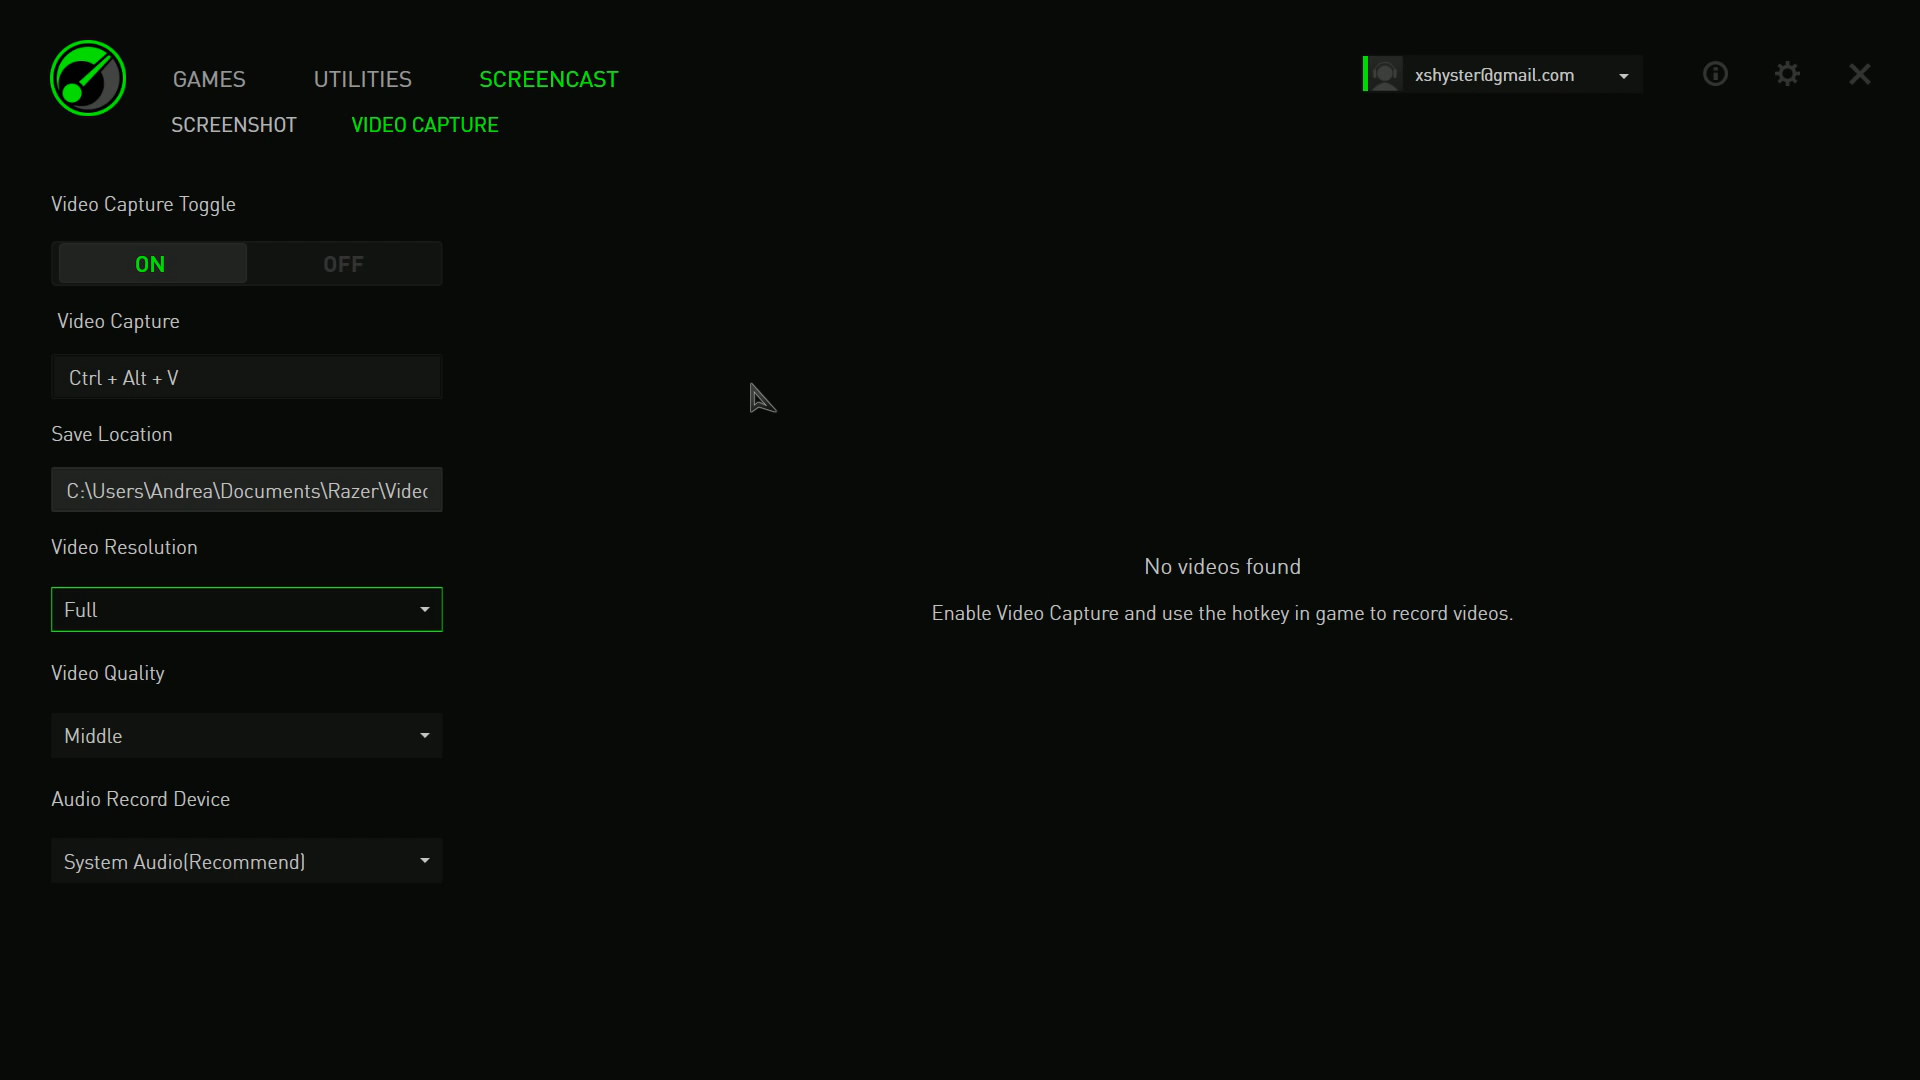 GAMES UTILITIES SCREENCAST
xshyster@gmail.com
SCREENSHOT VIDEO CAPTURE
Video Capture Toggle
ON OFF
Video Capture
Ctrl + Alt + V
Save Location
C:\Users\Andrea\Documents\Razer\Videc
Video Resolution
Full
Video Quality
Middle
Audio Record Device
System Audio(Recommend)
No videos found
Enable Video Capture and use the hotkey in game to record videos.